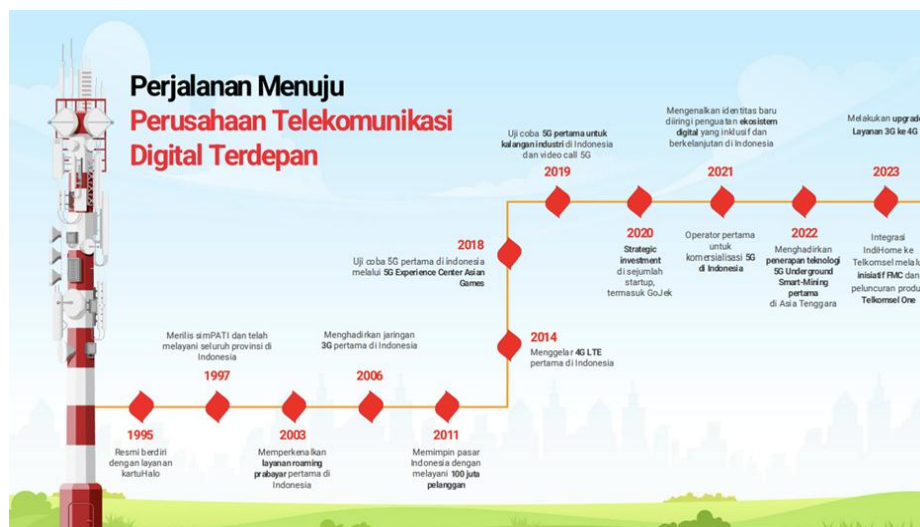 Perjalanan Menuju
Perusahaan Telekomunikasi
Digital Terdepan
1995
Resmi berdiri
dengan layanan
kartuHalo
Merilis simPATI dan telah
melayani seluruh provinsi di
Indonesia
1997
2003
Memperkenalkan
layanan roaming
prabayar pertama di
Indonesia
Menghadirkan jaringan
3G pertama di Indonesia
2006
2011
Memimpin pasar
Indonesia dengan
melayani 100 juta
pelanggan
2014
Menggelar 4G LTE
pertama di Indonesia
2018
Uji coba 5G pertama di indonesia
melalui 5G Experience Center Asian
Games
Uji coba 5G pertama untuk
kalangan industri di Indonesia
dan video call 5G
2019
2020
Strategic
investment
di sejumlah
startup,
termasuk GoJek
Mengenalkan identitas baru
diiringi penguatan ekosistem
digital yang inklusif dan
berkelanjutan di Indonesia
2021
Operator pertama
untuk
komersialisasi 5G
di Indonesia
2022
Menghadirkan
penerapan teknologi
5G Underground
Smart-Mining
pertama
di Asia Tenggara
Melakukan upgrade
Layanan 3G ke 4G
2023
Integrasi
IndiHome ke
Telkomsel melalu
inisiatif FMC dan
peluncuran produ
Telkomsel One